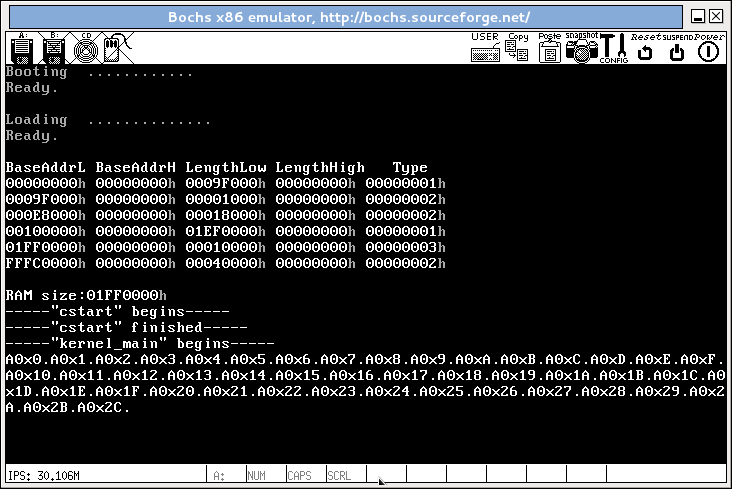 Bochs x86 emulator, http://bochs.sourceforge.net/
A: B: CD USER Copy Paste snapshot CONFIG Reset SUSPEND Power
Booting ............
Ready.
Loading ..............
Ready.
BaseAddrL BaseAddrH LengthLow LengthHigh Type
00000000h 00000000h 0009F000h 00000000h 00000001h
0009F000h 00000000h 00001000h 00000000h 00000002h
000E8000h 00000000h 00018000h 00000000h 00000002h
00100000h 00000000h 01EF0000h 00000000h 00000001h
01FF0000h 00000000h 00010000h 00000000h 00000003h
FFFC0000h 00000000h 00040000h 00000000h 00000002h
RAM size:01FF0000h
-----"cstart" begins-----
-----"cstart" finished-----
-----"kernel_main" begins-----
A0x0.A0x1.A0x2.A0x3.A0x4.A0x5.A0x6.A0x7.A0x8.A0x9.A0xA.A0xB.A0xC.A0xD.A0xE.A0xF.
A0x10.A0x11.A0x12.A0x13.A0x14.A0x15.A0x16.A0x17.A0x18.A0x19.A0x1A.A0x1B.A0x1C.A0
x1D.A0x1E.A0x1F.A0x20.A0x21.A0x22.A0x23.A0x24.A0x25.A0x26.A0x27.A0x28.A0x29.A0x2
A.A0x2B.A0x2C.
IPS: 30.106M A: NUM CAPS SCRL